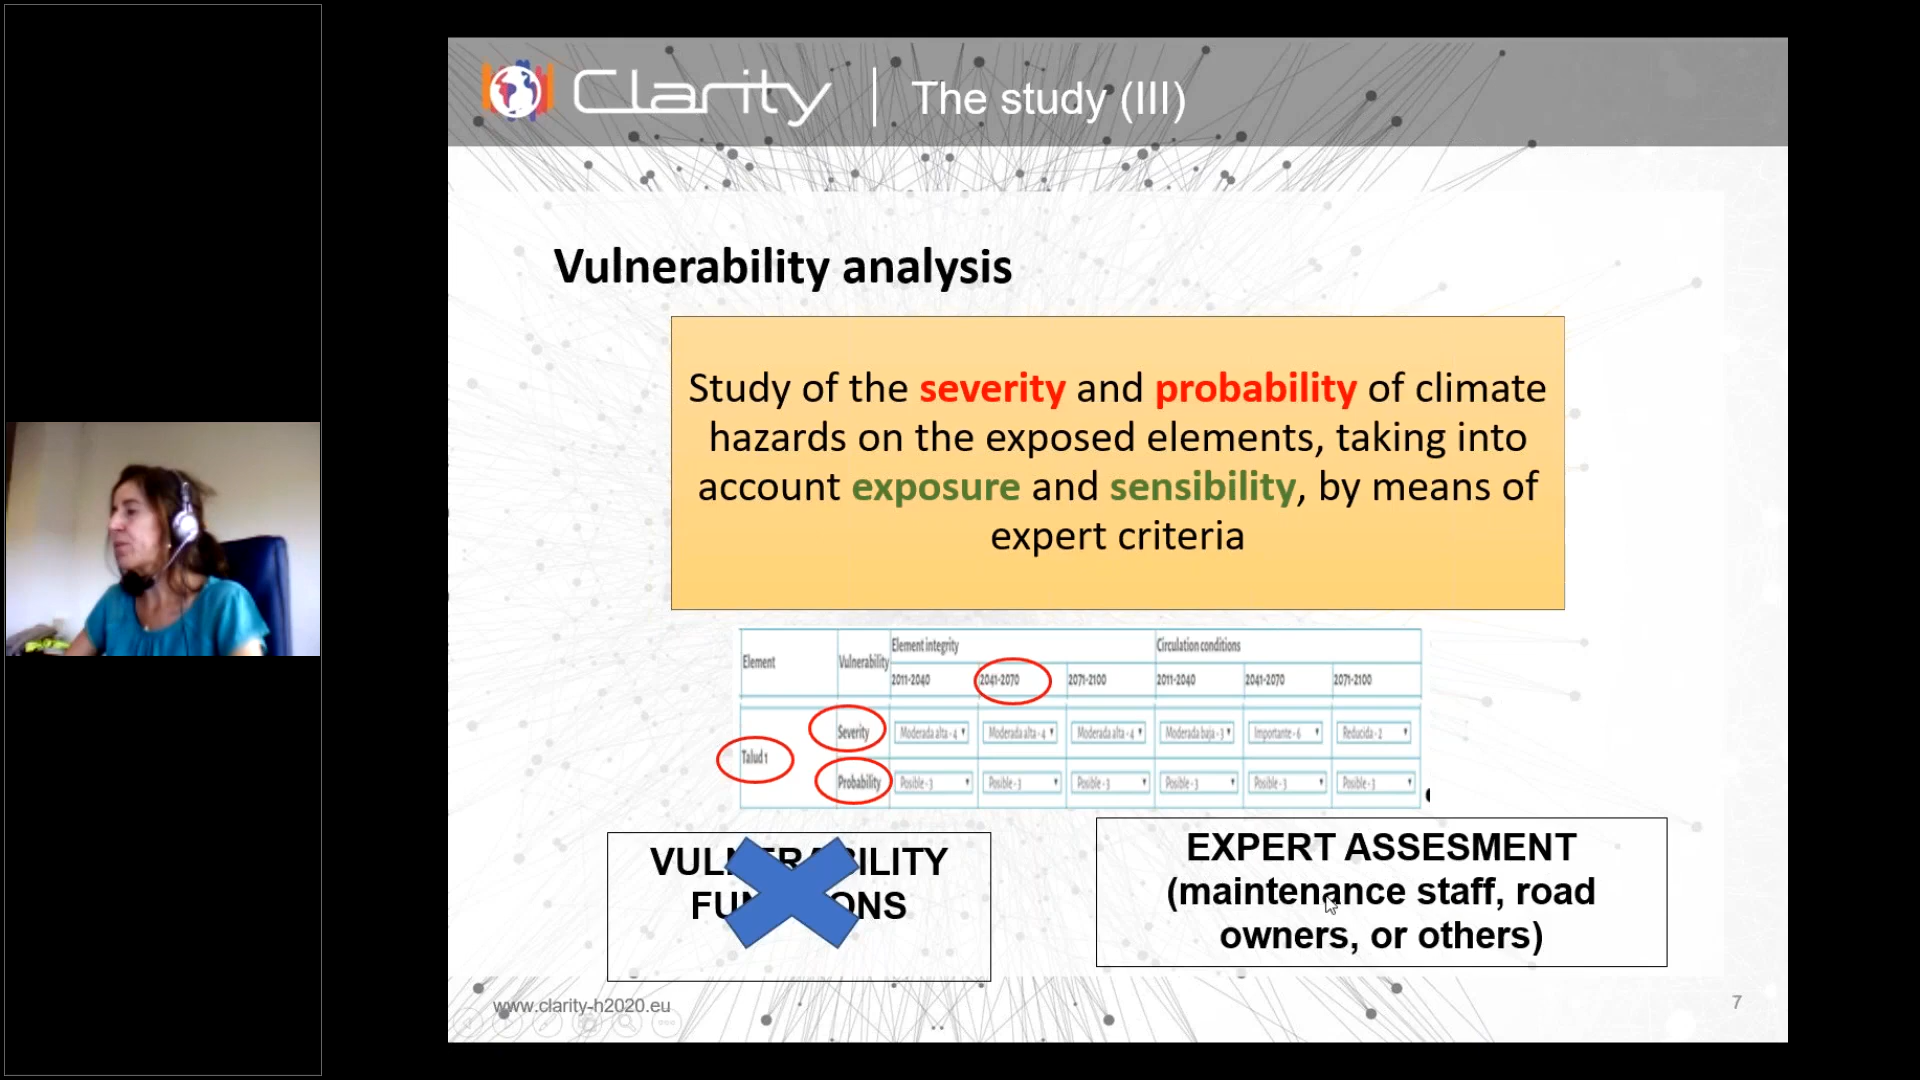 Clarity | The study (III)
Vulnerability analysis
Study of the severity and probability of climate
hazards on the exposed elements, taking into
account exposure and sensibility, by means of
expert criteria
Element Vulnerability Element integrity Circulation conditions
2011-2040 2041-2070 2071-2100 2011-2040 2041-2070 2071-2100
Talud 1
Severity Moderada alta - 4 Moderada alta - 4 Moderada alta - 4 Moderada baja - 3 Importante - 6 Reducida - 2
Probability Posible - 3 Posible - 3 Posible - 3 Posible - 3 Posible - 3 Posible - 3
VULNERABILITY
FUNCTIONS
EXPERT ASSESMENT
(maintenance staff, road
owners, or others)
www.clarity-h2020.eu
7